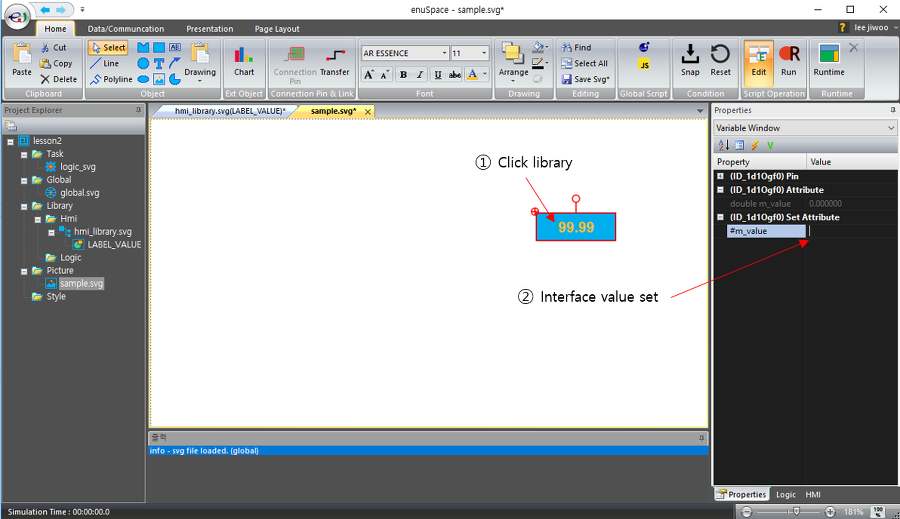 enuSpace - sample.svg*
Home
Data/Communication
Presentation
Page Layout
? lee jiwoo
Paste
Cut
Copy
Delete
Clipboard
Select
Line
Polyline
AB
T
Drawing
Object
Chart
Ext Object
Connection
Pin
Transfer
Connection Pin & Link
AR ESSENCE
11
A A B I U abc A
Font
Arrange
Drawing
Find
Select All
Save Svg*
Editing
JS
Global Script
Snap
Reset
Condition
Edit
Run
Script Operation
Runtime
Runtime
Project Explorer
lesson2
Task
logic_svg
Global
global.svg
Library
Hmi
hmi_library.svg
LABEL_VALUE
Logic
Picture
sample.svg
Style
hmi_library.svg(LABEL_VALUE)*
sample.svg*
① Click library
99.99
② Interface value set
출력
info - svg file loaded. (global)
Properties
Variable Window
Property
Value
(ID_1d1Ogf0) Pin
(ID_1d1Ogf0) Attribute
double m_value
0.000000
(ID_1d1Ogf0) Set Attribute
#m_value
Properties
Logic
HMI
Simulation Time : 00:00:00.0
181%
100
%